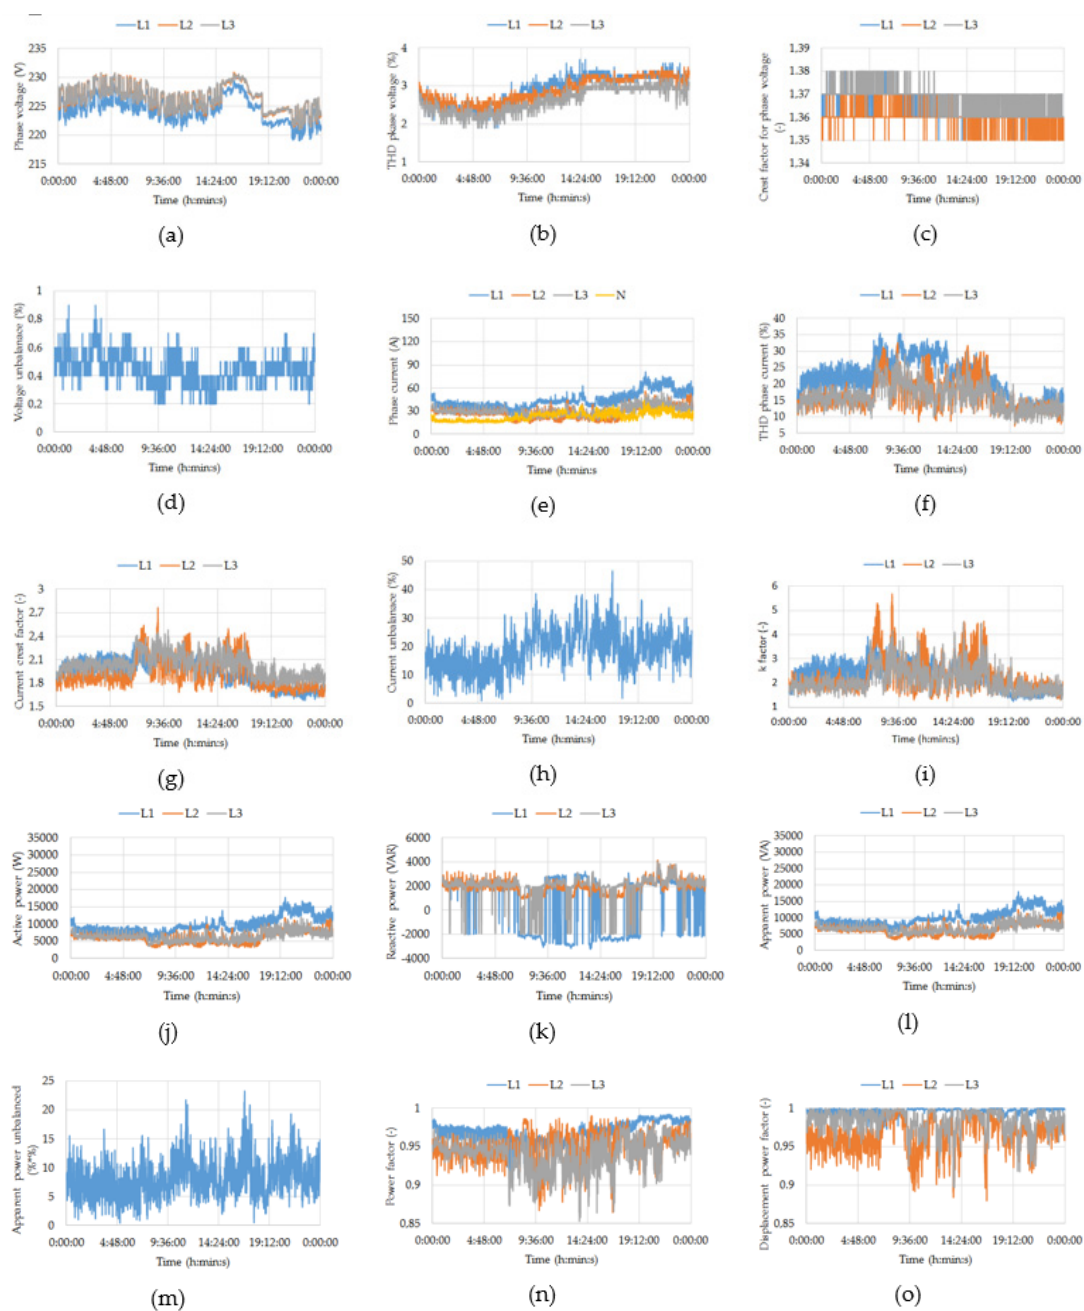 L1 L2 L3
Phase voltage (V)
235
230
225
220
215
0:00:00 4:48:00 9:36:00 14:24:00 19:12:00 0:00:00
Time (h:min:s)
(a)
L1 L2 L3
THD phase voltage (%)
4
3
2
1
0:00:00 4:48:00 9:36:00 14:24:00 19:12:00 0:00:00
Time (h:min:s)
(b)
L1 L2 L3
Crest factor for phase voltage (-)
1.39
1.38
1.37
1.36
1.35
1.34
0:00:00 4:48:00 9:36:00 14:24:00 19:12:00 0:00:00
Time (h:min:s)
(c)
Voltage unbalanace (%)
1
0.8
0.6
0.4
0.2
0
0:00:00 4:48:00 9:36:00 14:24:00 19:12:00 0:00:00
Time (h:min:s)
(d)
L1 L2 L3 N
Phase current (A)
150
120
90
60
30
0
0:00:00 4:48:00 9:36:00 14:24:00 19:12:00 0:00:00
Time (h:min:s
(e)
L1 L2 L3
THD phase current (%)
40
35
30
25
20
15
10
5
0:00:00 4:48:00 9:36:00 14:24:00 19:12:00 0:00:00
Time (h:min:s)
(f)
L1 L2 L3
Current crest factor (-)
3
2.7
2.4
2.1
1.8
1.5
0:00:00 4:48:00 9:36:00 14:24:00 19:12:00 0:00:00
Time (h:min:s)
(g)
Current unbalanace (%)
50
40
30
20
10
0
0:00:00 4:48:00 9:36:00 14:24:00 19:12:00 0:00:00
Time (h:min:s)
(h)
L1 L2 L3
k factor (-)
6
5
4
3
2
1
0:00:00 4:48:00 9:36:00 14:24:00 19:12:00 0:00:00
Time (h:min:s)
(i)
L1 L2 L3
Active power (W)
35000
30000
25000
20000
15000
10000
5000
0
0:00:00 4:48:00 9:36:00 14:24:00 19:12:00 0:00:00
Time (h:min:s)
(j)
L1 L2 L3
Reactive power (VAR)
6000
4000
2000
0
-2000
-4000
0:00:00 4:48:00 9:36:00 14:24:00 19:12:00 0:00:00
Time (h:min:s)
(k)
L1 L2 L3
Apparent power (VA)
35000
30000
25000
20000
15000
10000
5000
0
0:00:00 4:48:00 9:36:00 14:24:00 19:12:00 0:00:00
Time (h:min:s)
(l)
Apparent power unbalanced
(%*%)
25
20
15
10
5
0
0:00:00 4:48:00 9:36:00 14:24:00 19:12:00 0:00:00
Time (h:min:s)
(m)
L1 L2 L3
Power factor (-)
1
0.95
0.9
0.85
0:00:00 4:48:00 9:36:00 14:24:00 19:12:00 0:00:00
Time (h:min:s)
(n)
L1 L2 L3
Displacement power factor (-)
1
0.95
0.9
0.85
0:00:00 4:48:00 9:36:00 14:24:00 19:12:00 0:00:00
Time (h:min:s)
(o)